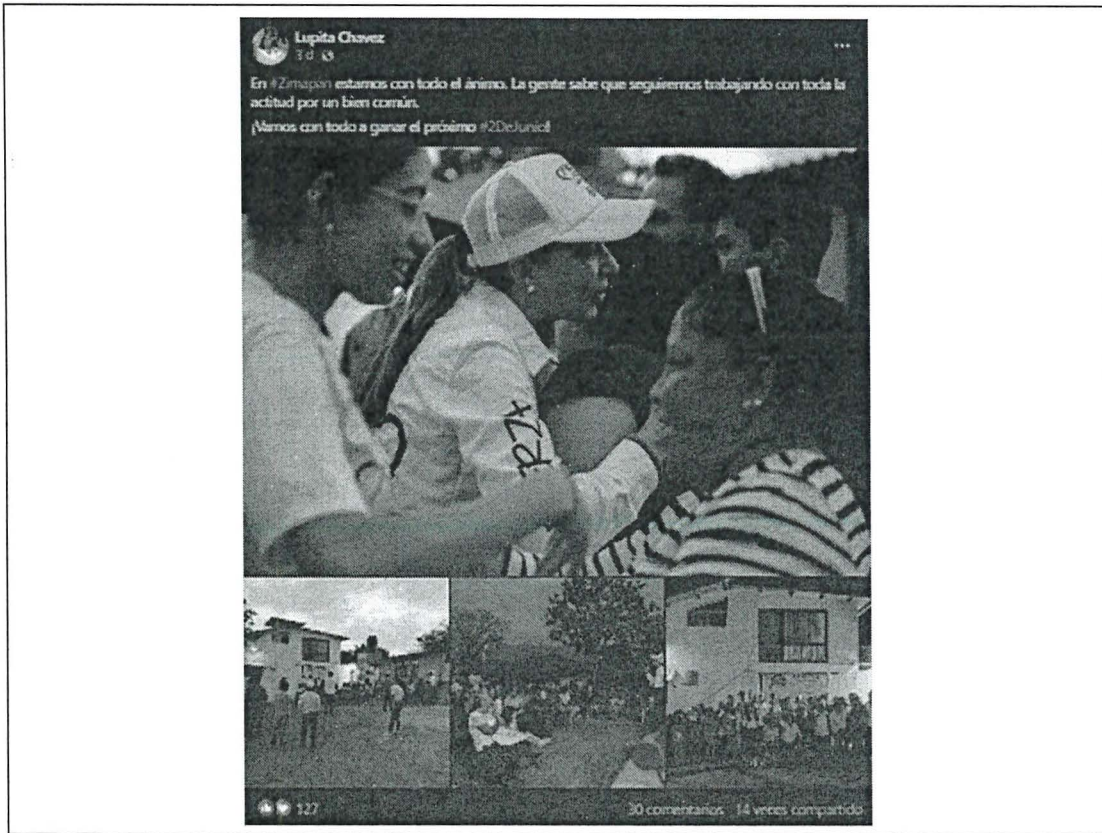 Lupita Chavez
3 d
En #Zimapán estamos con todo el ánimo. La gente sabe que seguiremos trabajando con toda la
actitud por un bien común.
¡Vamos con todo a ganar el próximo #2DeJunio!
127
30 comentarios 14 veces compartido